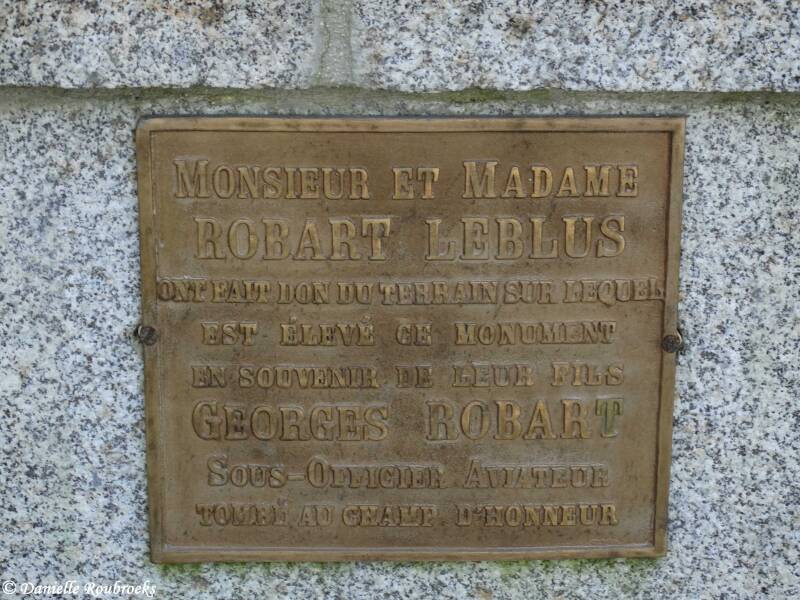 MONSIEUR ET MADAME
ROBART LEBLUS
ONT FAIT DON DU TERRAIN SUR LEQUEL
EST ÉLEVÉ CE MONUMENT
EN SOUVENIR DE LEUR FILS
GEORGES ROBART
SOUS-OFFICIER AVIATEUR
TOMBÉ AU CHAMP D'HONNEUR
© Danielle Roubroeks